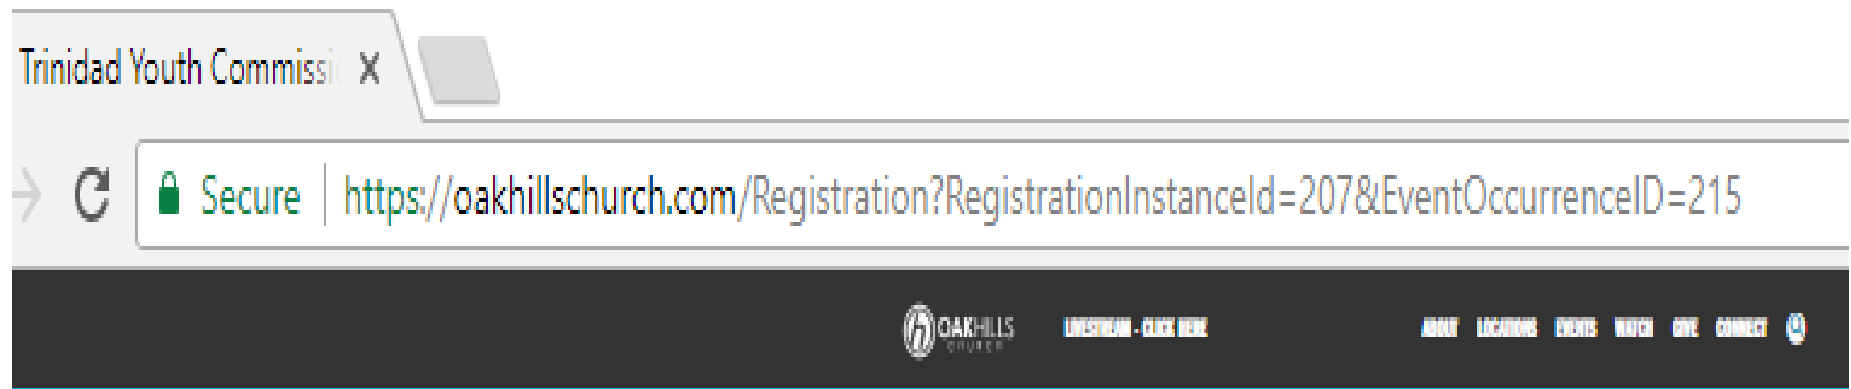 Trinidad Youth Commissi X
Secure https://oakhillschurch.com/Registration?RegistrationInstanceId=207&EventOccurrenceID=215
OAKHILLS LIVESTREAM - CLICK HERE ABOUT LOCATIONS EVENTS WATCH GIVE CONNECT
CHURCH